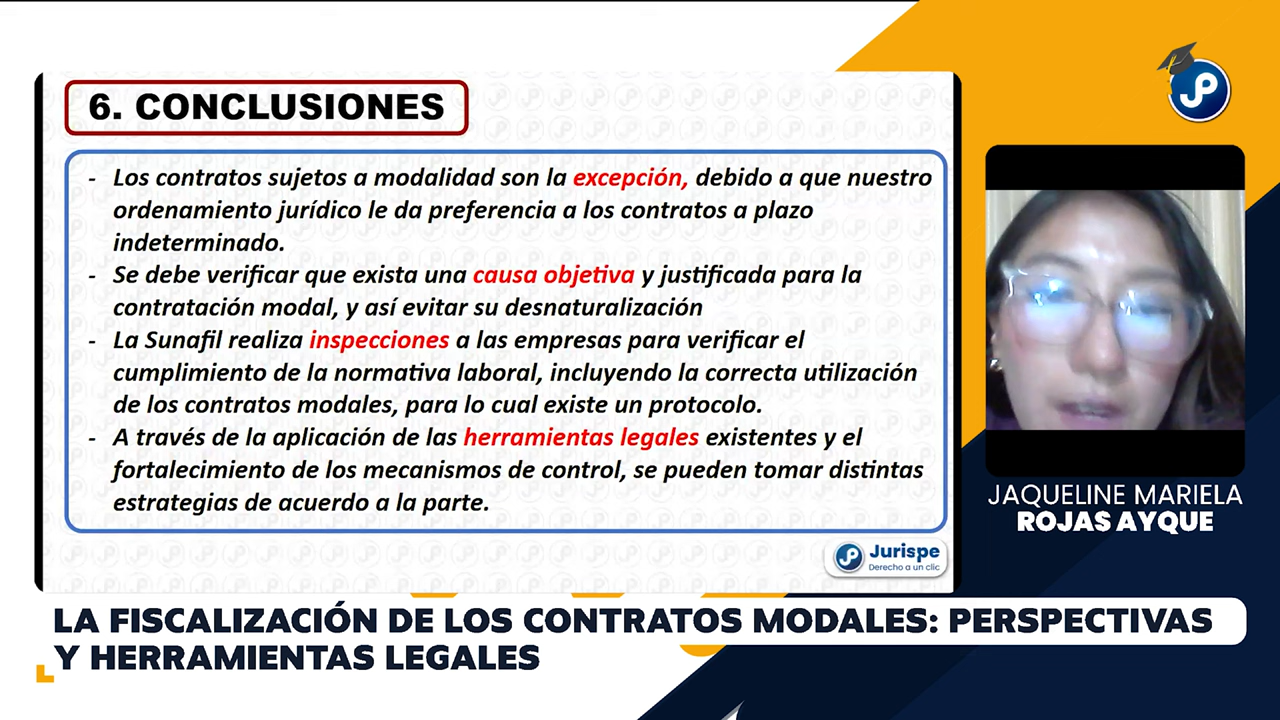 6. CONCLUSIONES
- Los contratos sujetos a modalidad son la excepción, debido a que nuestro
ordenamiento jurídico le da preferencia a los contratos a plazo
indeterminado.
- Se debe verificar que exista una causa objetiva y justificada para la
contratación modal, y así evitar su desnaturalización
- La Sunafil realiza inspecciones a las empresas para verificar el
cumplimiento de la normativa laboral, incluyendo la correcta utilización
de los contratos modales, para lo cual existe un protocolo.
- A través de la aplicación de las herramientas legales existentes y el
fortalecimiento de los mecanismos de control, se pueden tomar distintas
estrategias de acuerdo a la parte.
JP
Jurispe
Derecho a un clic
JP
JAQUELINE MARIELA
ROJAS AYQUE
LA FISCALIZACIÓN DE LOS CONTRATOS MODALES: PERSPECTIVAS
Y HERRAMIENTAS LEGALES